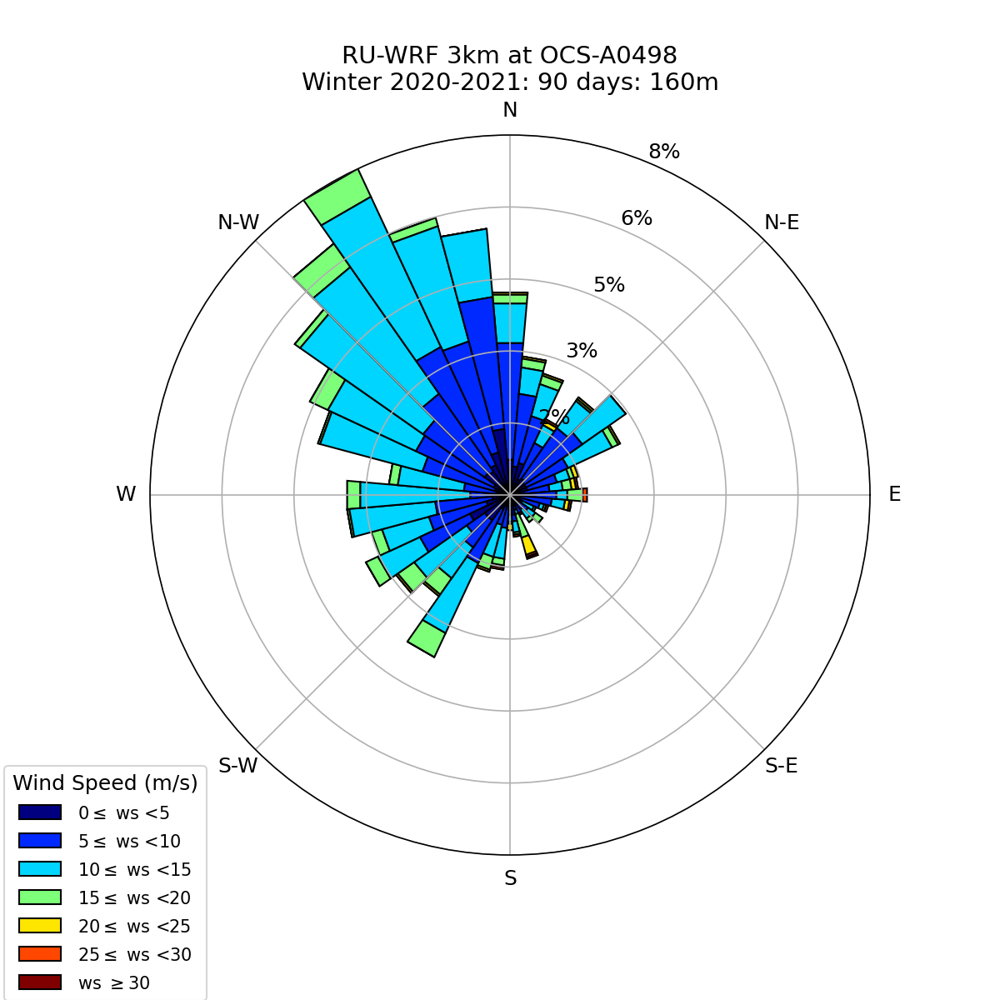 RU-WRF 3km at OCS-A0498
Winter 2020-2021: 90 days: 160m
N
8%
N-W
6%
N-E
5%
3%
2%
W
E
S-W
S-E
S
Wind Speed (m/s)
0 ≤ ws <5
5 ≤ ws <10
10 ≤ ws <15
15 ≤ ws <20
20 ≤ ws <25
25 ≤ ws <30
ws ≥ 30